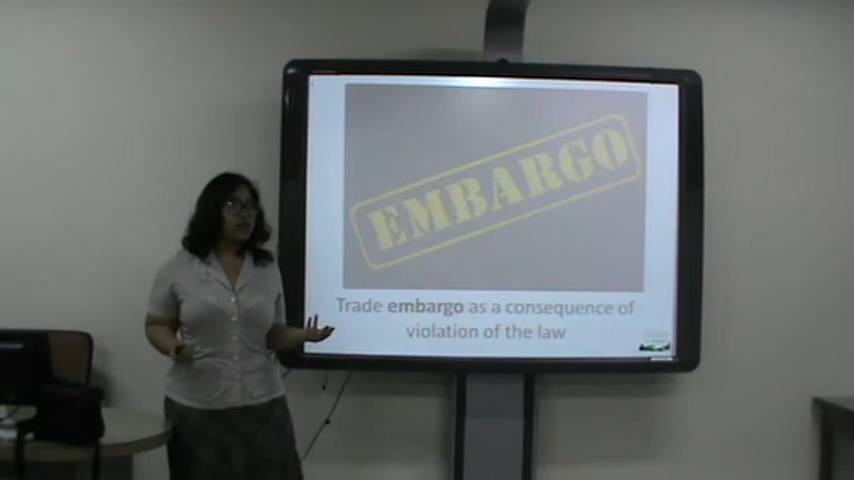 EMBARGO
Trade embargo as a consequence of
violation of the law